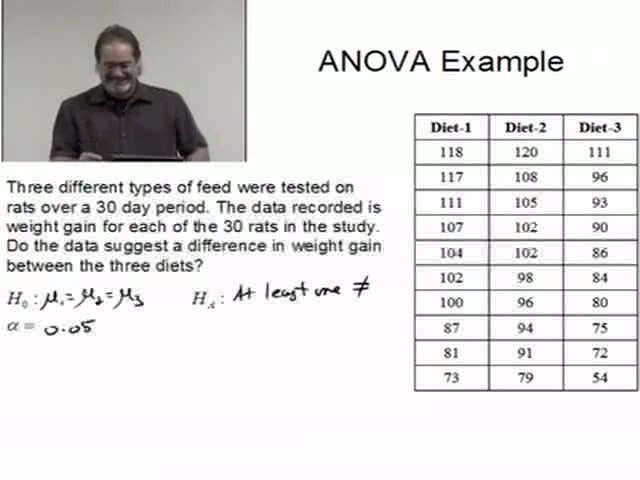 ANOVA Example
Three different types of feed were tested on
rats over a 30 day period. The data recorded is
weight gain for each of the 30 rats in the study.
Do the data suggest a difference in weight gain
between the three diets?
H₀ : μ₁ = μ₂ = μ₃ H_A : At least one ≠
α = 0.05
Diet-1 Diet-2 Diet-3
118 120 111
117 108 96
111 105 93
107 102 90
104 102 86
102 98 84
100 96 80
87 94 75
81 91 72
73 79 54